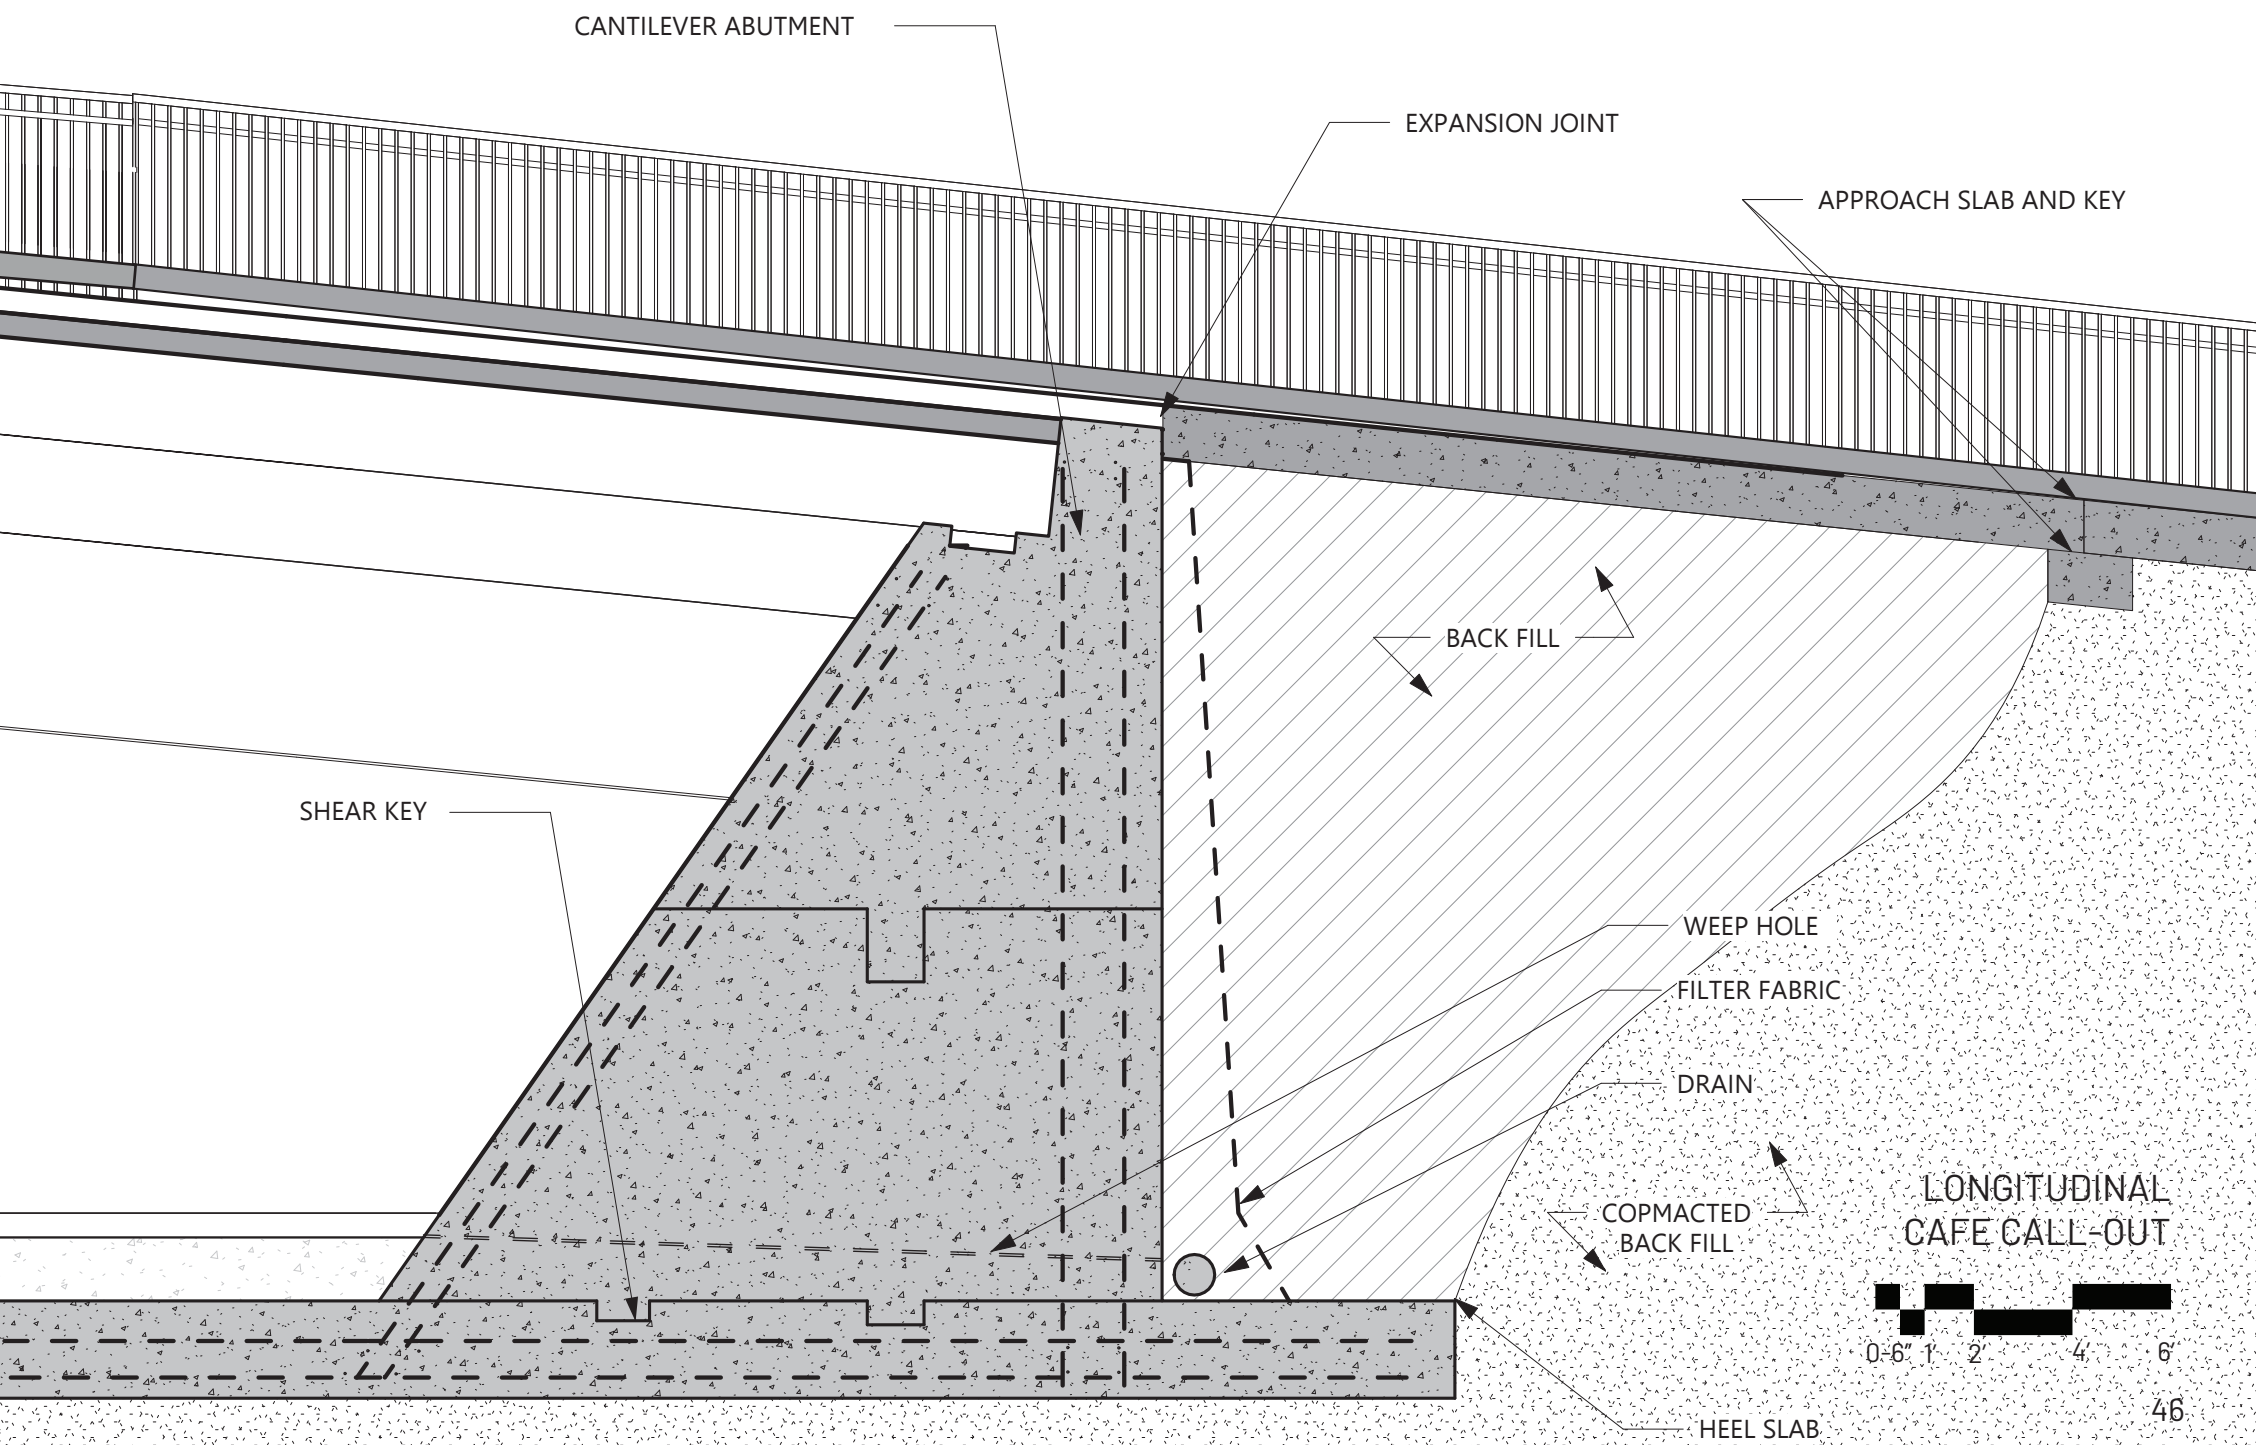 CANTILEVER ABUTMENT
EXPANSION JOINT
APPROACH SLAB AND KEY
BACK FILL
SHEAR KEY
WEEP HOLE
FILTER FABRIC
DRAIN
COPMACTED
BACK FILL
LONGITUDINAL
CAFE CALL-OUT
0-6" 1' 2' 4' 6'
46
HEEL SLAB